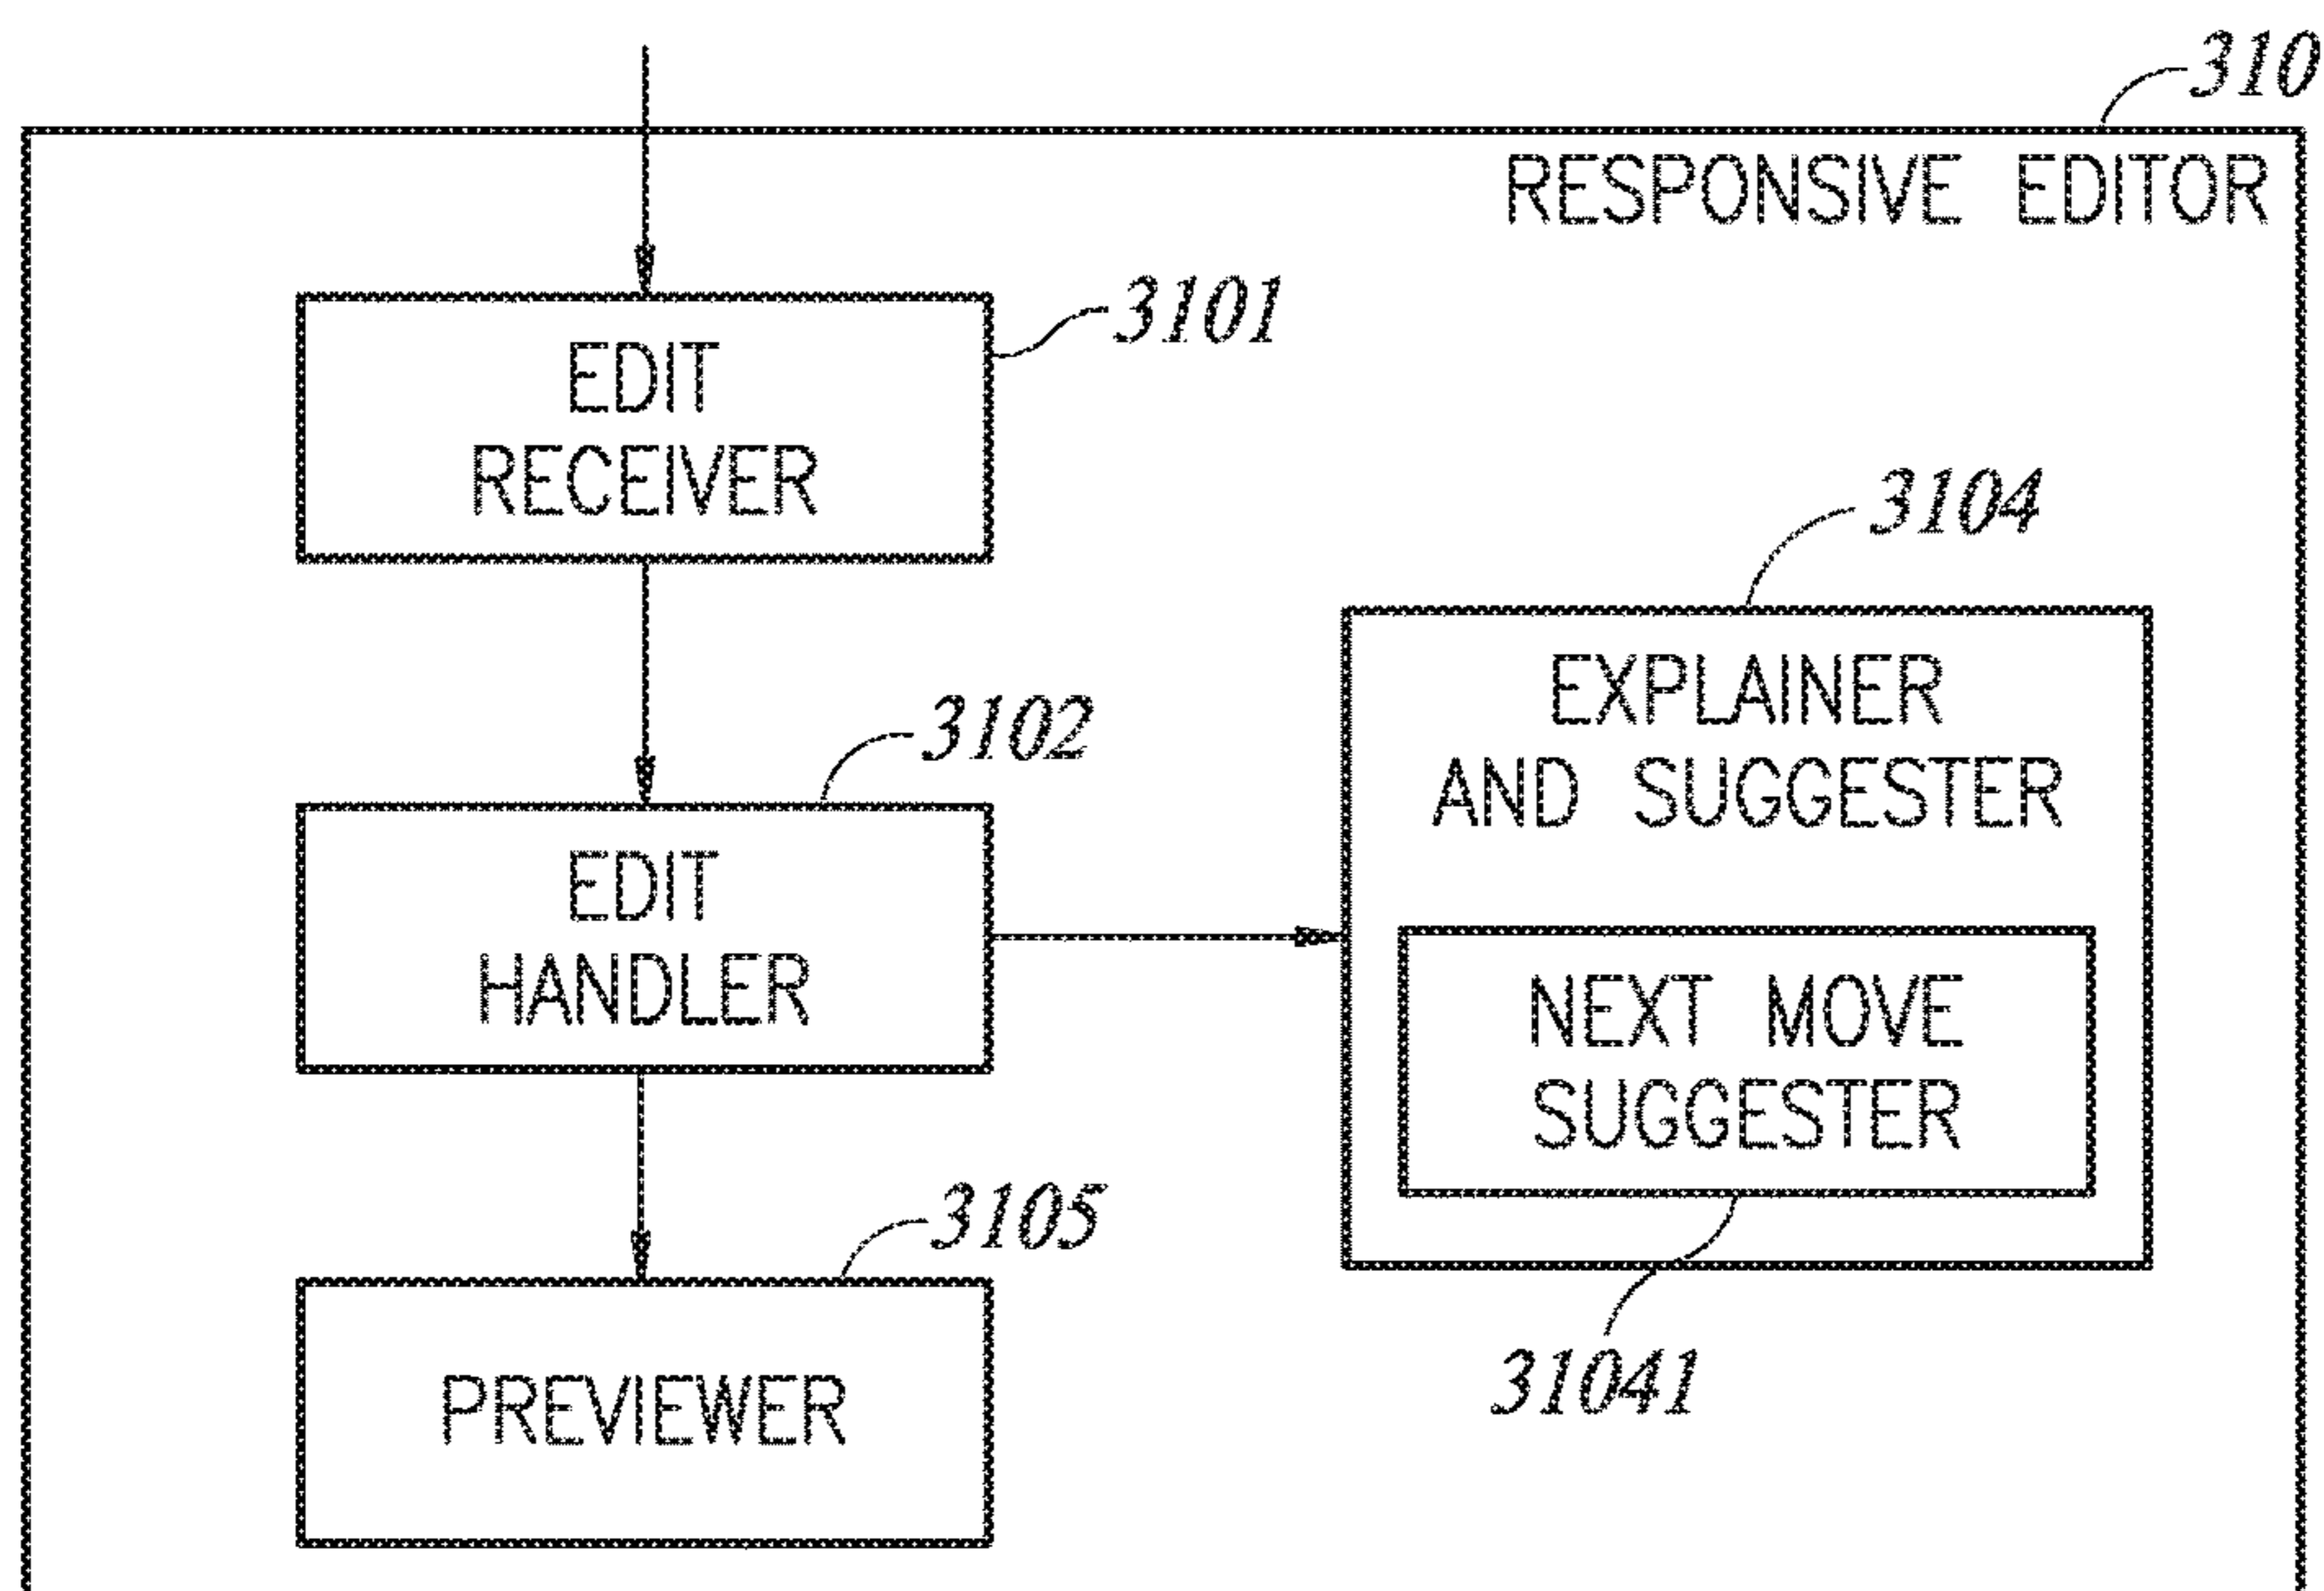 310
RESPONSIVE EDITOR
3101
EDIT
RECEIVER
3104
EXPLAINER
AND SUGGESTER
3102
EDIT
HANDLER
NEXT MOVE
SUGGESTER
3105
31041
PREVIEWER